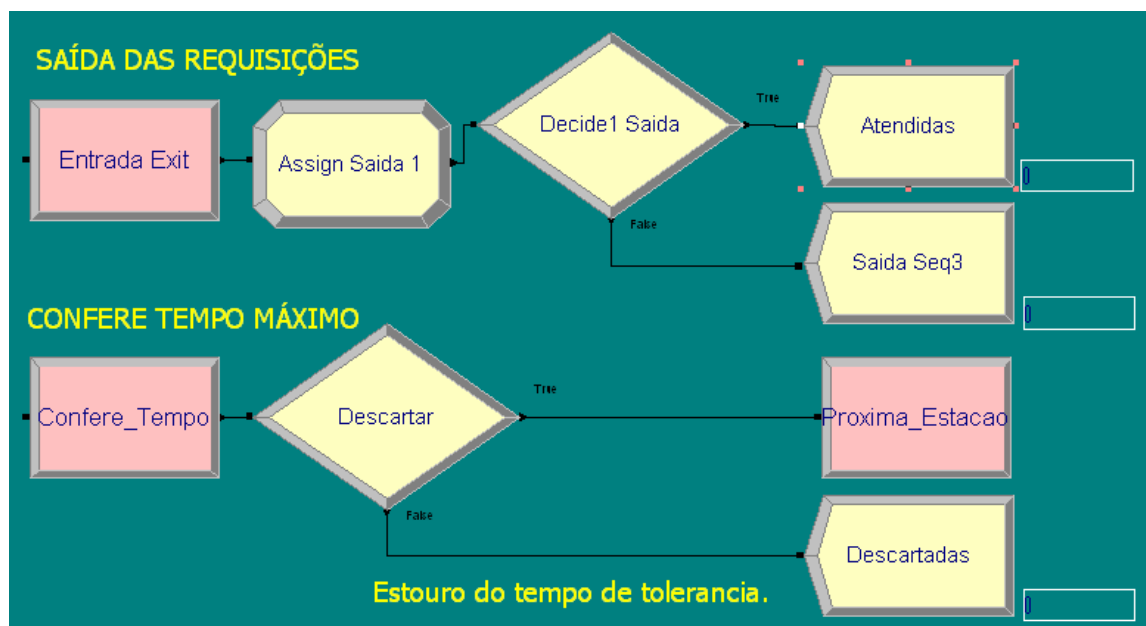 SAÍDA DAS REQUISIÇÕES
Entrada Exit
Assign Saida 1
Decide1 Saida
True
Atendidas
0
False
Saida Seq3
0
CONFERE TEMPO MÁXIMO
Confere_Tempo
Descartar
True
Proxima_Estacao
False
Descartadas
0
Estouro do tempo de tolerancia.